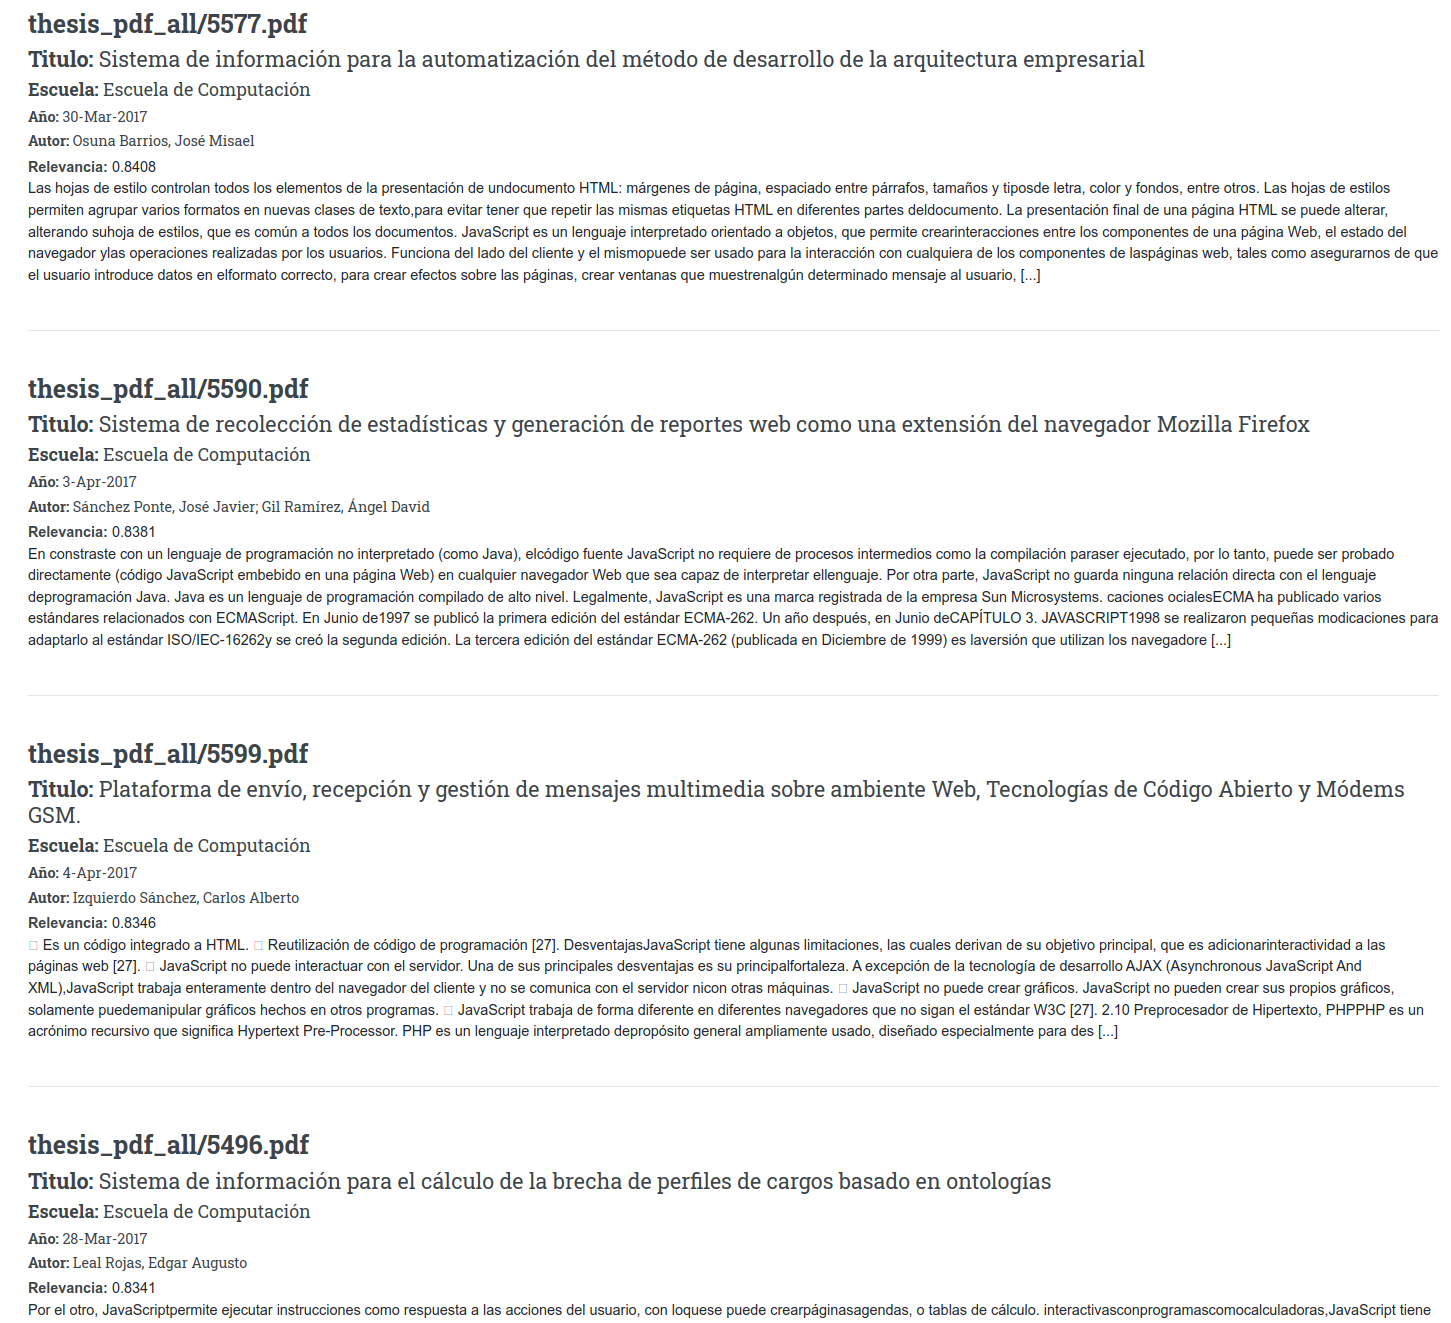 thesis_pdf_all/5577.pdf
Titulo: Sistema de información para la automatización del método de desarrollo de la arquitectura empresarial
Escuela: Escuela de Computación
Año: 30-Mar-2017
Autor: Osuna Barrios, José Misael
Relevancia: 0.8408
Las hojas de estilo controlan todos los elementos de la presentación de undocumento HTML: márgenes de página, espaciado entre párrafos, tamaños y tiposde letra, color y fondos, entre otros. Las hojas de estilos
permiten agrupar varios formatos en nuevas clases de texto,para evitar tener que repetir las mismas etiquetas HTML en diferentes partes deldocumento. La presentación final de una página HTML se puede alterar,
alterando suhoja de estilos, que es común a todos los documentos. JavaScript es un lenguaje interpretado orientado a objetos, que permite crearinteracciones entre los componentes de una página Web, el estado del
navegador ylas operaciones realizadas por los usuarios. Funciona del lado del cliente y el mismopuede ser usado para la interacción con cualquiera de los componentes de laspáginas web, tales como asegurarnos de que
el usuario introduce datos en elformato correcto, para crear efectos sobre las páginas, crear ventanas que muestrenalgún determinado mensaje al usuario, [...]
thesis_pdf_all/5590.pdf
Titulo: Sistema de recolección de estadísticas y generación de reportes web como una extensión del navegador Mozilla Firefox
Escuela: Escuela de Computación
Año: 3-Apr-2017
Autor: Sánchez Ponte, José Javier; Gil Ramírez, Ángel David
Relevancia: 0.8381
En constraste con un lenguaje de programación no interpretado (como Java), elcódigo fuente JavaScript no requiere de procesos intermedios como la compilación paraser ejecutado, por lo tanto, puede ser probado
directamente (código JavaScript embebido en una página Web) en cualquier navegador Web que sea capaz de interpretar ellenguaje. Por otra parte, JavaScript no guarda ninguna relación directa con el lenguaje
deprogramación Java. Java es un lenguaje de programación compilado de alto nivel. Legalmente, JavaScript es una marca registrada de la empresa Sun Microsystems. caciones ocialesECMA ha publicado varios
estándares relacionados con ECMAScript. En Junio de1997 se publicó la primera edición del estándar ECMA-262. Un año después, en Junio deCAPÍTULO 3. JAVASCRIPT1998 se realizaron pequeñas modicaciones para
adaptarlo al estándar ISO/IEC-16262y se creó la segunda edición. La tercera edición del estándar ECMA-262 (publicada en Diciembre de 1999) es laversión que utilizan los navegadore [...]
thesis_pdf_all/5599.pdf
Titulo: Plataforma de envío, recepción y gestión de mensajes multimedia sobre ambiente Web, Tecnologías de Código Abierto y Módems
GSM.
Escuela: Escuela de Computación
Año: 4-Apr-2017
Autor: Izquierdo Sánchez, Carlos Alberto
Relevancia: 0.8346
 Es un código integrado a HTML.  Reutilización de código de programación [27]. DesventajasJavaScript tiene algunas limitaciones, las cuales derivan de su objetivo principal, que es adicionarinteractividad a las
páginas web [27].  JavaScript no puede interactuar con el servidor. Una de sus principales desventajas es su principalfortaleza. A excepción de la tecnología de desarrollo AJAX (Asynchronous JavaScript And
XML),JavaScript trabaja enteramente dentro del navegador del cliente y no se comunica con el servidor nicon otras máquinas.  JavaScript no puede crear gráficos. JavaScript no pueden crear sus propios gráficos,
solamente puedemanipular gráficos hechos en otros programas.  JavaScript trabaja de forma diferente en diferentes navegadores que no sigan el estándar W3C [27]. 2.10 Preprocesador de Hipertexto, PHPPHP es un
acrónimo recursivo que significa Hypertext Pre-Processor. PHP es un lenguaje interpretado depropósito general ampliamente usado, diseñado especialmente para des [...]
thesis_pdf_all/5496.pdf
Titulo: Sistema de información para el cálculo de la brecha de perfiles de cargos basado en ontologías
Escuela: Escuela de Computación
Año: 28-Mar-2017
Autor: Leal Rojas, Edgar Augusto
Relevancia: 0.8341
Por el otro, JavaScriptpermite ejecutar instrucciones como respuesta a las acciones del usuario, con loquese puede crearpáginasagendas, o tablas de cálculo. interactivasconprogramascomocalculadoras,JavaScript tiene